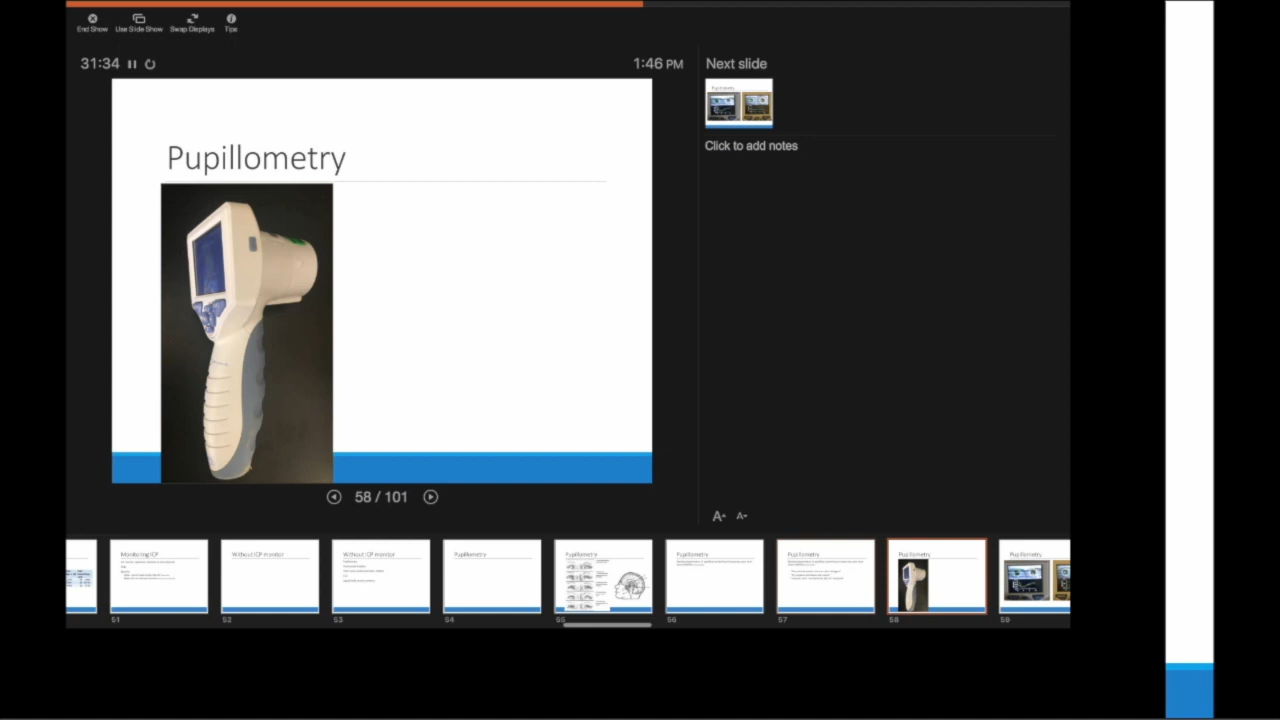 End Show Use Slide Show Swap Displays Tips
31:34 1:46 PM
Next slide
Pupillometry
Click to add notes
Pupillometry
58 / 101
A A
Monitoring ICP
Without ICP monitor
Without ICP monitor
Pupillometry
Pupillometry
Pupillometry
Pupillometry
Pupillometry
Pupillometry
51 52 53 54 55 56 57 58 59